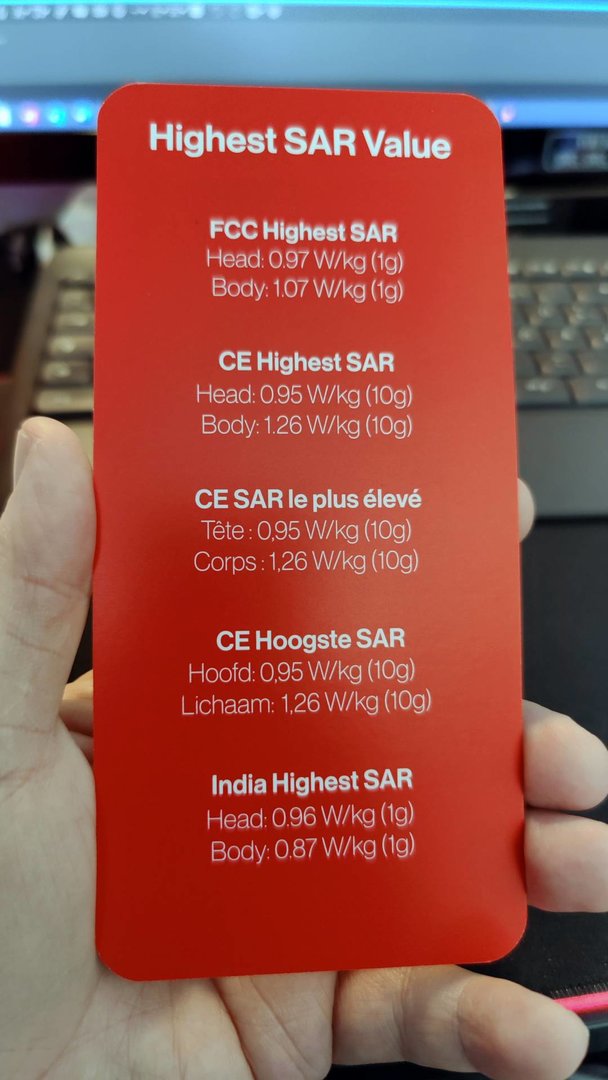 Highest SAR Value
FCC Highest SAR
Head: 0.97 W/kg (1g)
Body: 1.07 W/kg (1g)
CE Highest SAR
Head: 0.95 W/kg (10g)
Body: 1.26 W/kg (10g)
CE SAR le plus élevé
Tête : 0,95 W/kg (10g)
Corps : 1,26 W/kg (10g)
CE Hoogste SAR
Hoofd: 0,95 W/kg (10g)
Lichaam: 1,26 W/kg (10g)
India Highest SAR
Head: 0.96 W/kg (1g)
Body: 0.87 W/kg (1g)